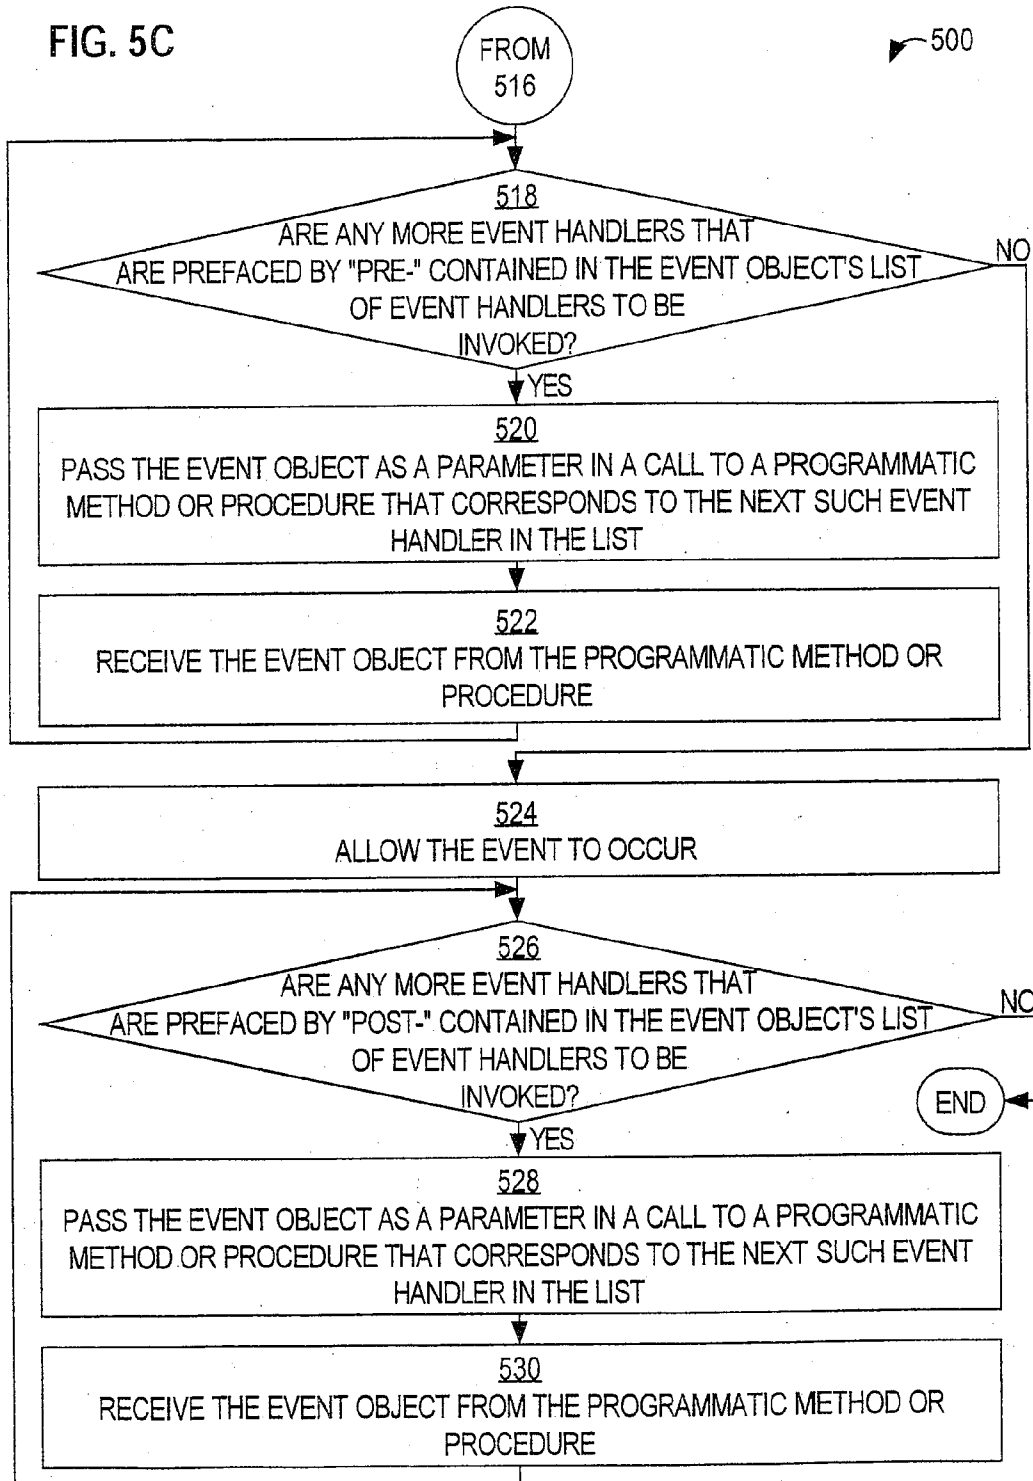 FIG. 5C
FROM
516
500
518
ARE ANY MORE EVENT HANDLERS THAT
ARE PREFACED BY "PRE-" CONTAINED IN THE EVENT OBJECT'S LIST
OF EVENT HANDLERS TO BE
INVOKED?
NO
YES
520
PASS THE EVENT OBJECT AS A PARAMETER IN A CALL TO A PROGRAMMATIC
METHOD OR PROCEDURE THAT CORRESPONDS TO THE NEXT SUCH EVENT
HANDLER IN THE LIST
522
RECEIVE THE EVENT OBJECT FROM THE PROGRAMMATIC METHOD OR
PROCEDURE
524
ALLOW THE EVENT TO OCCUR
526
ARE ANY MORE EVENT HANDLERS THAT
ARE PREFACED BY "POST-" CONTAINED IN THE EVENT OBJECT'S LIST
OF EVENT HANDLERS TO BE
INVOKED?
NO
END
YES
528
PASS THE EVENT OBJECT AS A PARAMETER IN A CALL TO A PROGRAMMATIC
METHOD OR PROCEDURE THAT CORRESPONDS TO THE NEXT SUCH EVENT
HANDLER IN THE LIST
530
RECEIVE THE EVENT OBJECT FROM THE PROGRAMMATIC METHOD OR
PROCEDURE